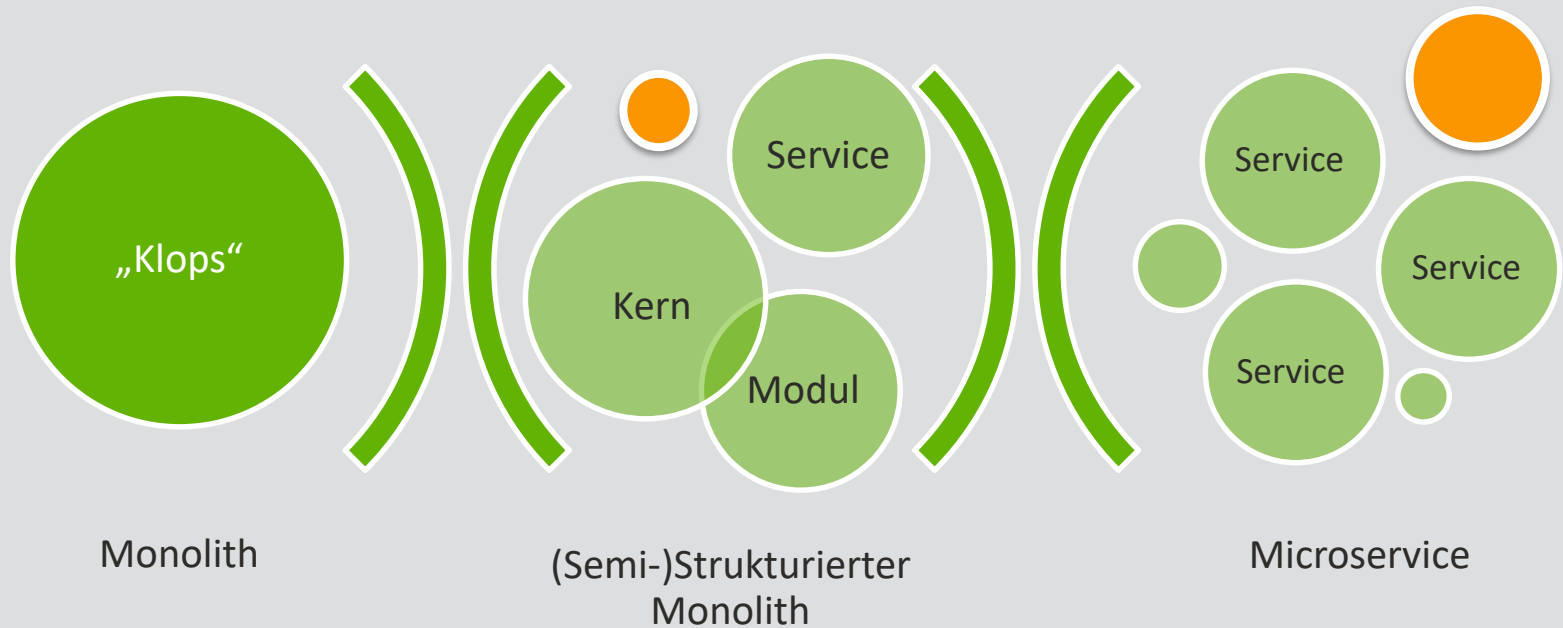 „Klops“
Service
Kern
Modul
Service
Service
Service
Monolith
(Semi-)Strukturierter
Monolith
Microservice